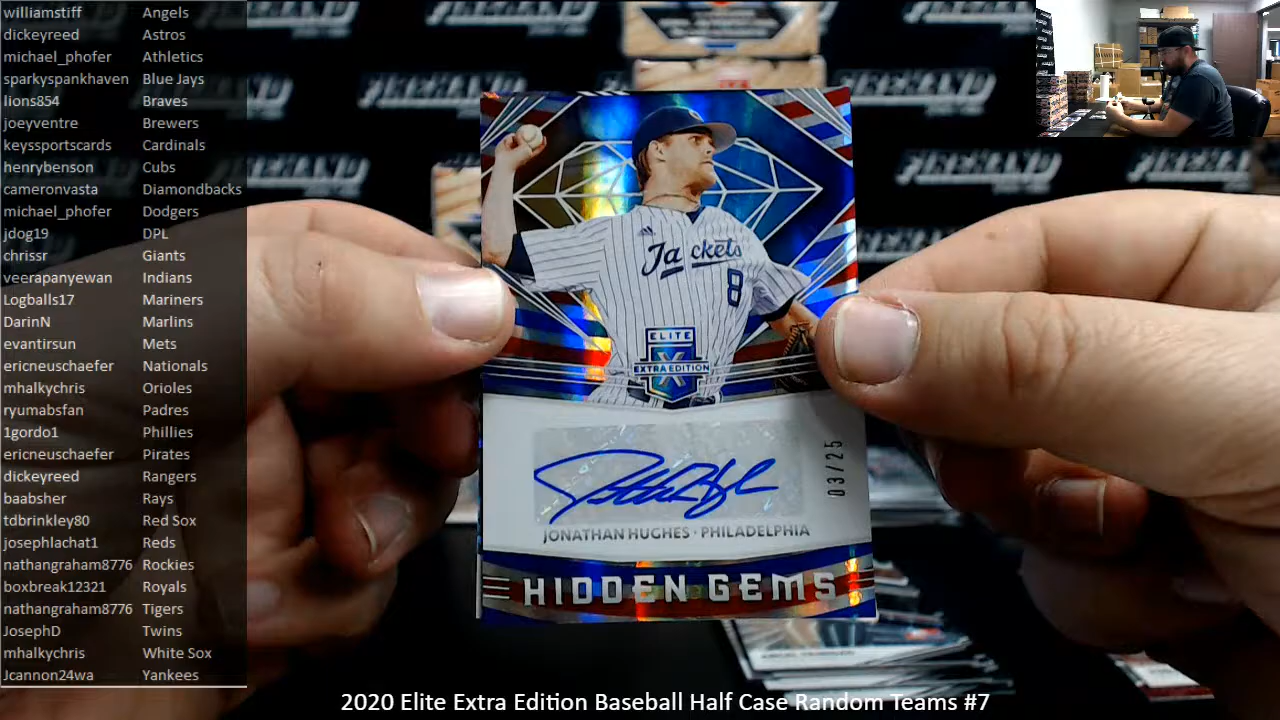 williamstiff Angels
dickeyreed Astros
michael_phofer Athletics
sparkyspankhaven Blue Jays
lions854 Braves
joeyventre Brewers
keyssportscards Cardinals
henrybenson Cubs
cameronvasta Diamondbacks
michael_phofer Dodgers
jdog19 DPL
chrissr Giants
veerapanyewan Indians
Logballs17 Mariners
DarinN Marlins
evantirsun Mets
ericneuschaefer Nationals
mhalkychris Orioles
ryumabsfan Padres
1gordo1 Phillies
ericneuschaefer Pirates
dickeyreed Rangers
baabsher Rays
tdbrinkley80 Red Sox
josephlachat1 Reds
nathangraham8776 Rockies
boxbreak12321 Royals
nathangraham8776 Tigers
JosephD Twins
mhalkychris White Sox
Jcannon24wa Yankees
Jackets
8
ELITE
X
EXTRA EDITION
03/25
JONATHAN HUGHES · PHILADELPHIA
HIDDEN GEMS
2020 Elite Extra Edition Baseball Half Case Random Teams #7